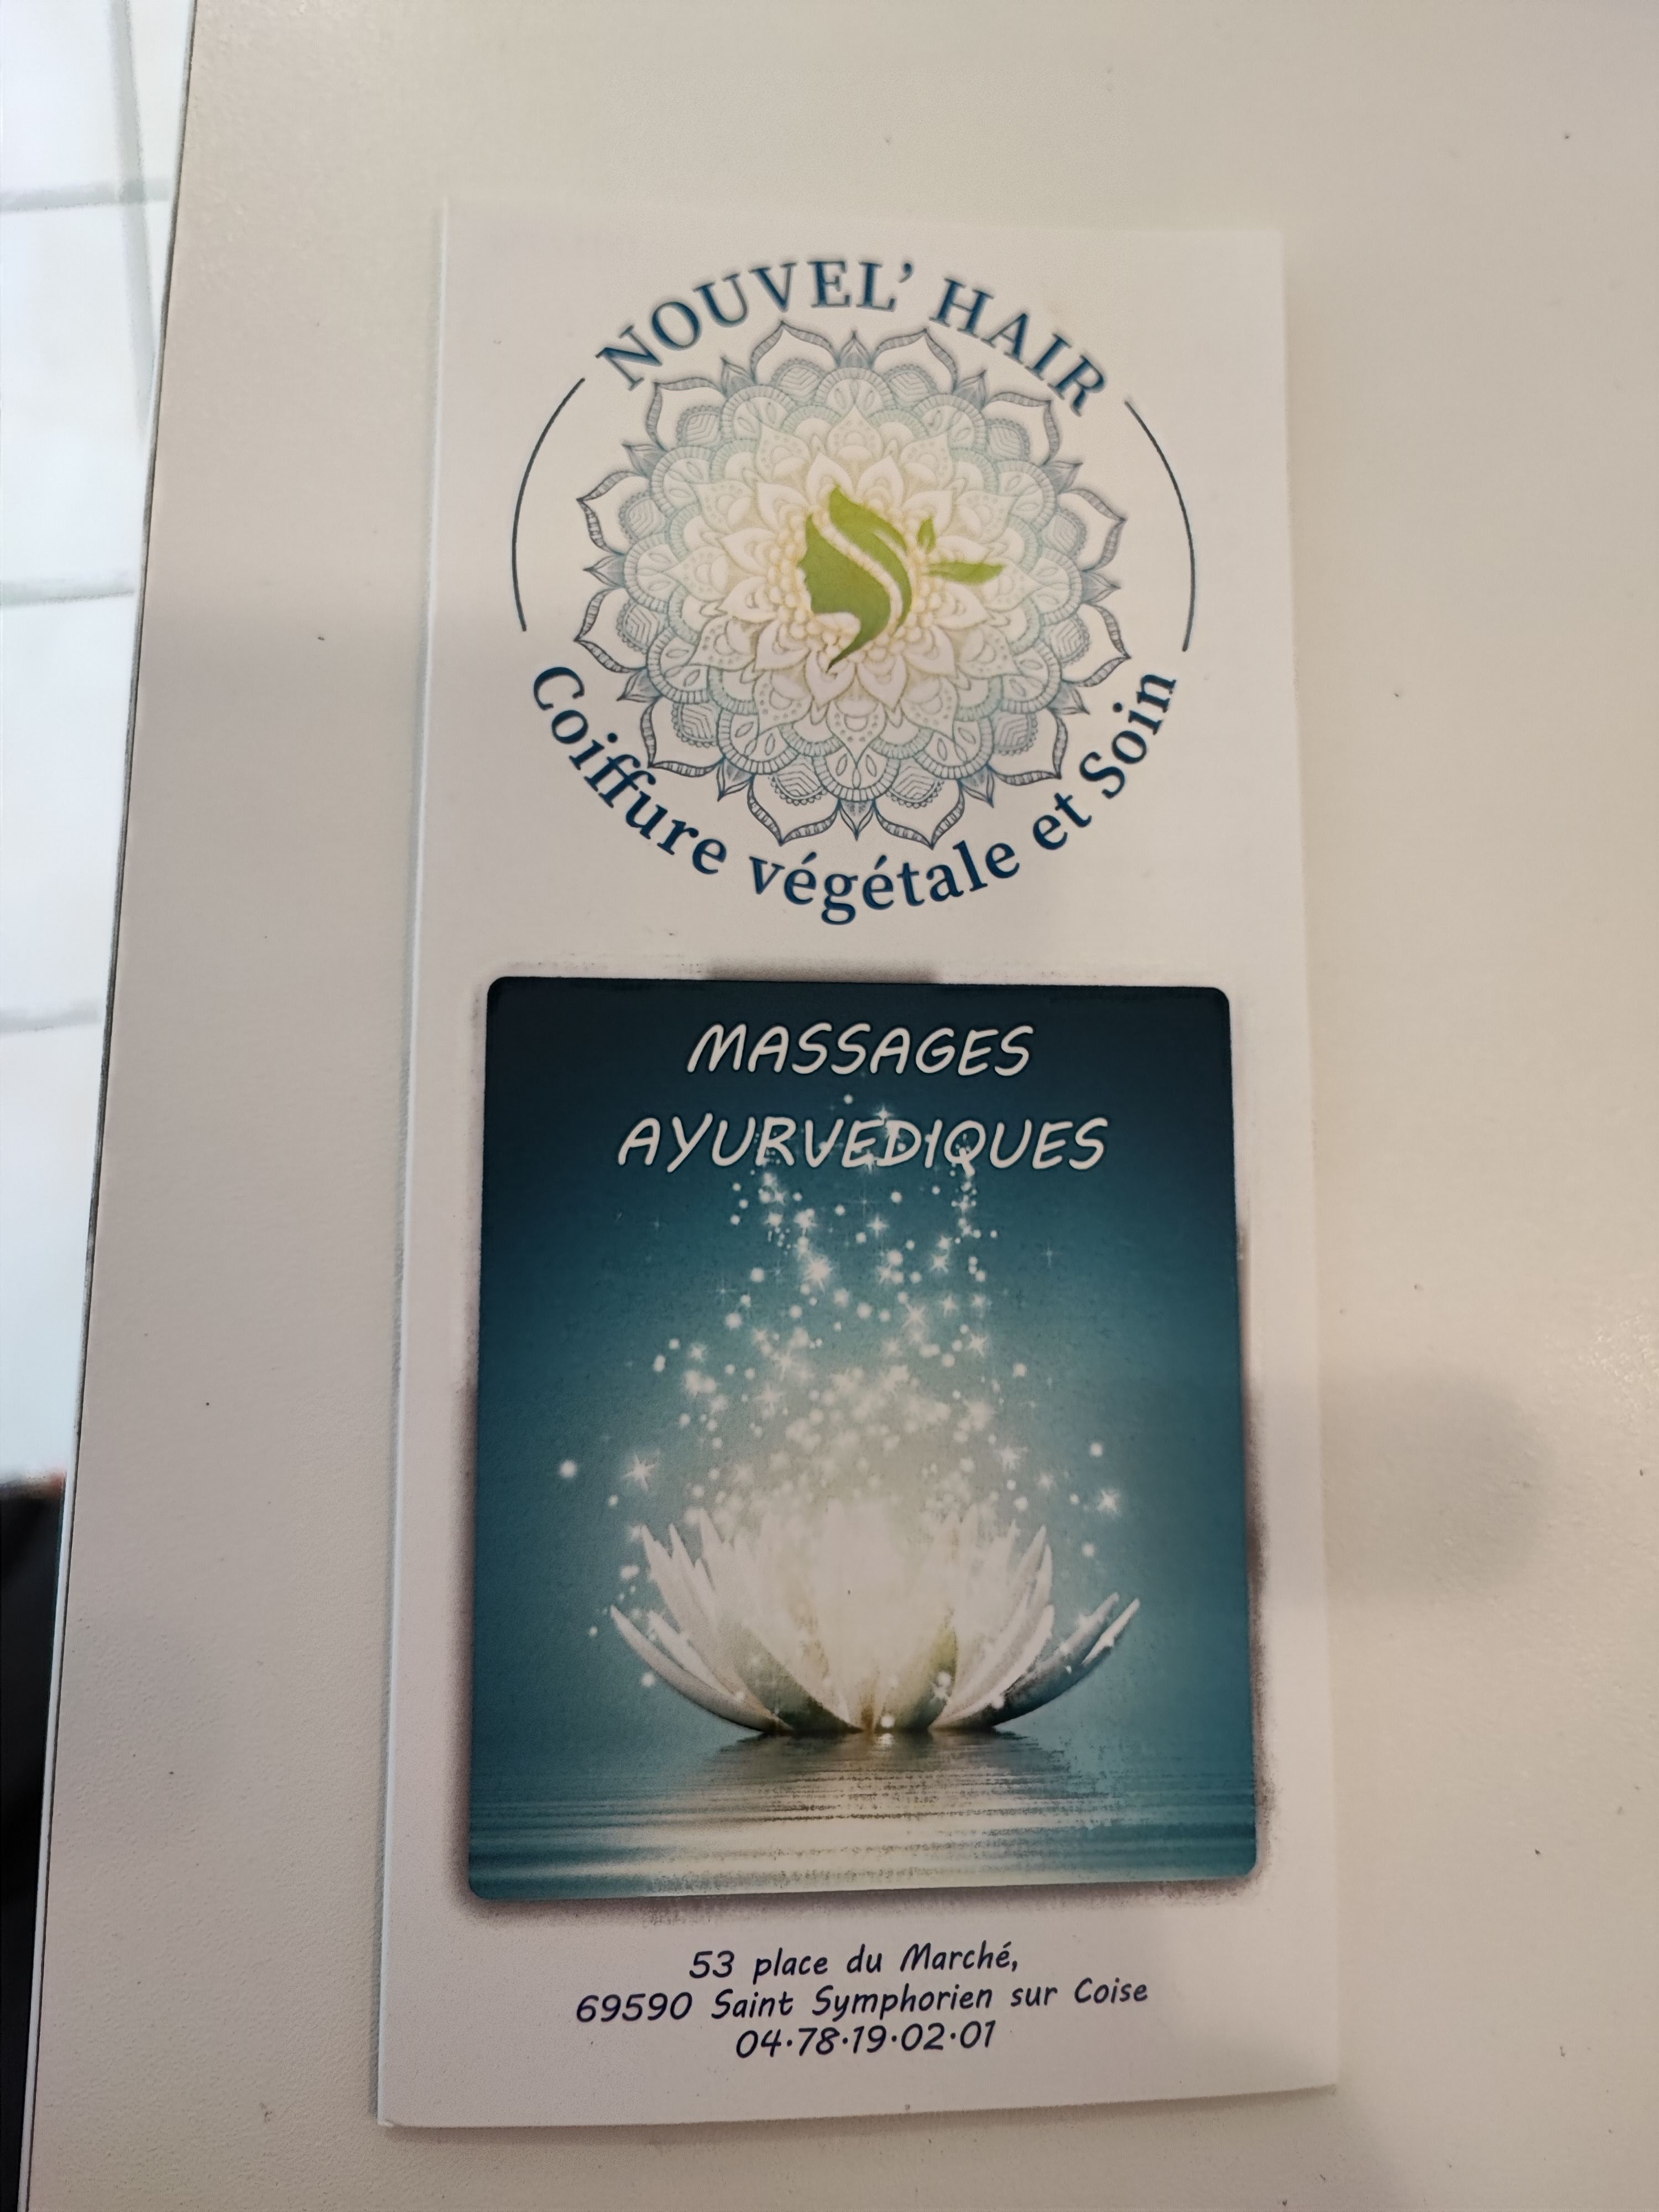 NOUVEL' HAIR
Coiffure végétale et Soin
MASSAGES
AYURVEDIQUES
53 place du Marché,
69590 Saint Symphorien sur Coise
04.78.19.02.01